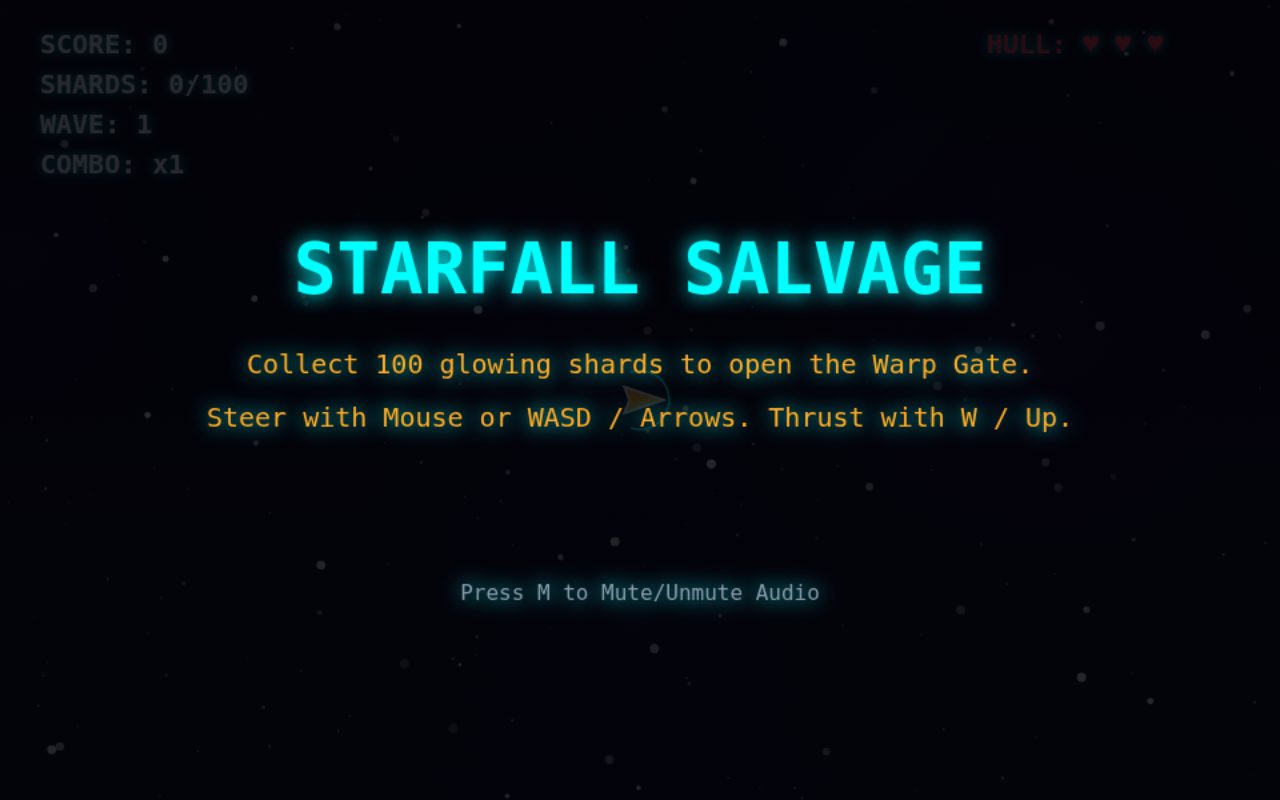 SCORE: 0
HULL: ♥ ♥ ♥
SHARDS: 0/100
WAVE: 1
COMBO: x1
STARFALL SALVAGE
Collect 100 glowing shards to open the Warp Gate.
Steer with Mouse or WASD / Arrows. Thrust with W / Up.
Press M to Mute/Unmute Audio